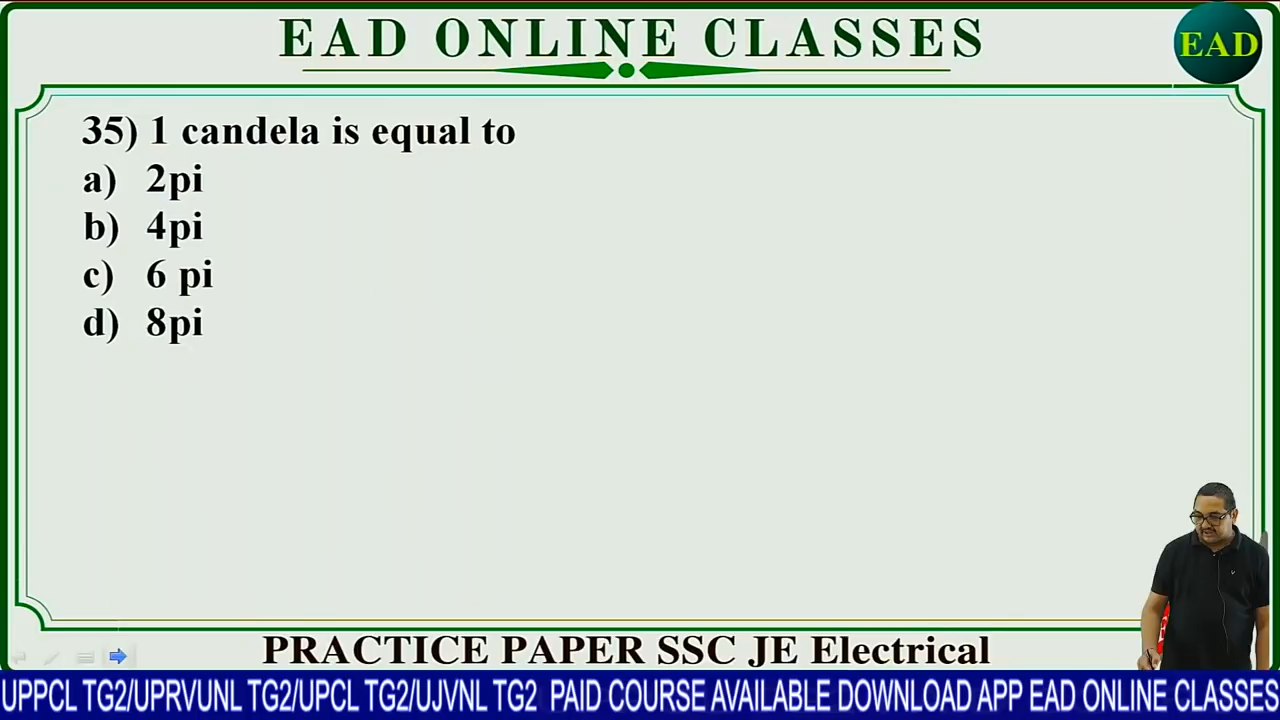 EAD ONLINE CLASSES
EAD
35) 1 candela is equal to
a) 2pi
b) 4pi
c) 6 pi
d) 8pi
PRACTICE PAPER SSC JE Electrical
UPPCL TG2/UPRVUNL TG2/UPCL TG2/UJVNL TG2 PAID COURSE AVAILABLE DOWNLOAD APP EAD ONLINE CLASSES